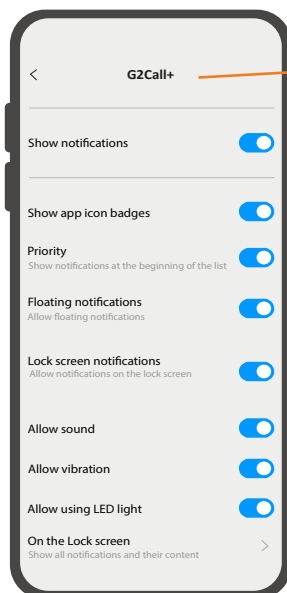 G2Call+
Show notifications
Show app icon badges
Priority
Show notifications at the beginning of the list
Floating notifications
Allow floating notifications
Lock screen notifications
Allow notifications on the lock screen
Allow sound
Allow vibration
Allow using LED light
On the Lock screen
Show all notifications and their content